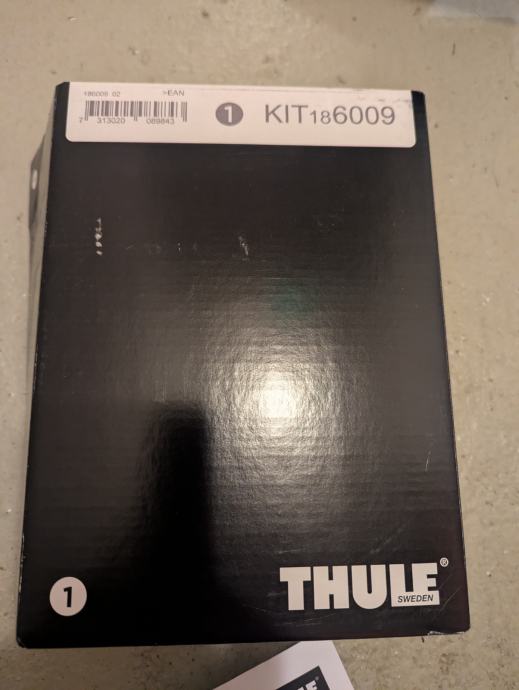 186009 02 >EAN
7 313020 089843
1 KIT186009
THULE®
SWEDEN
1